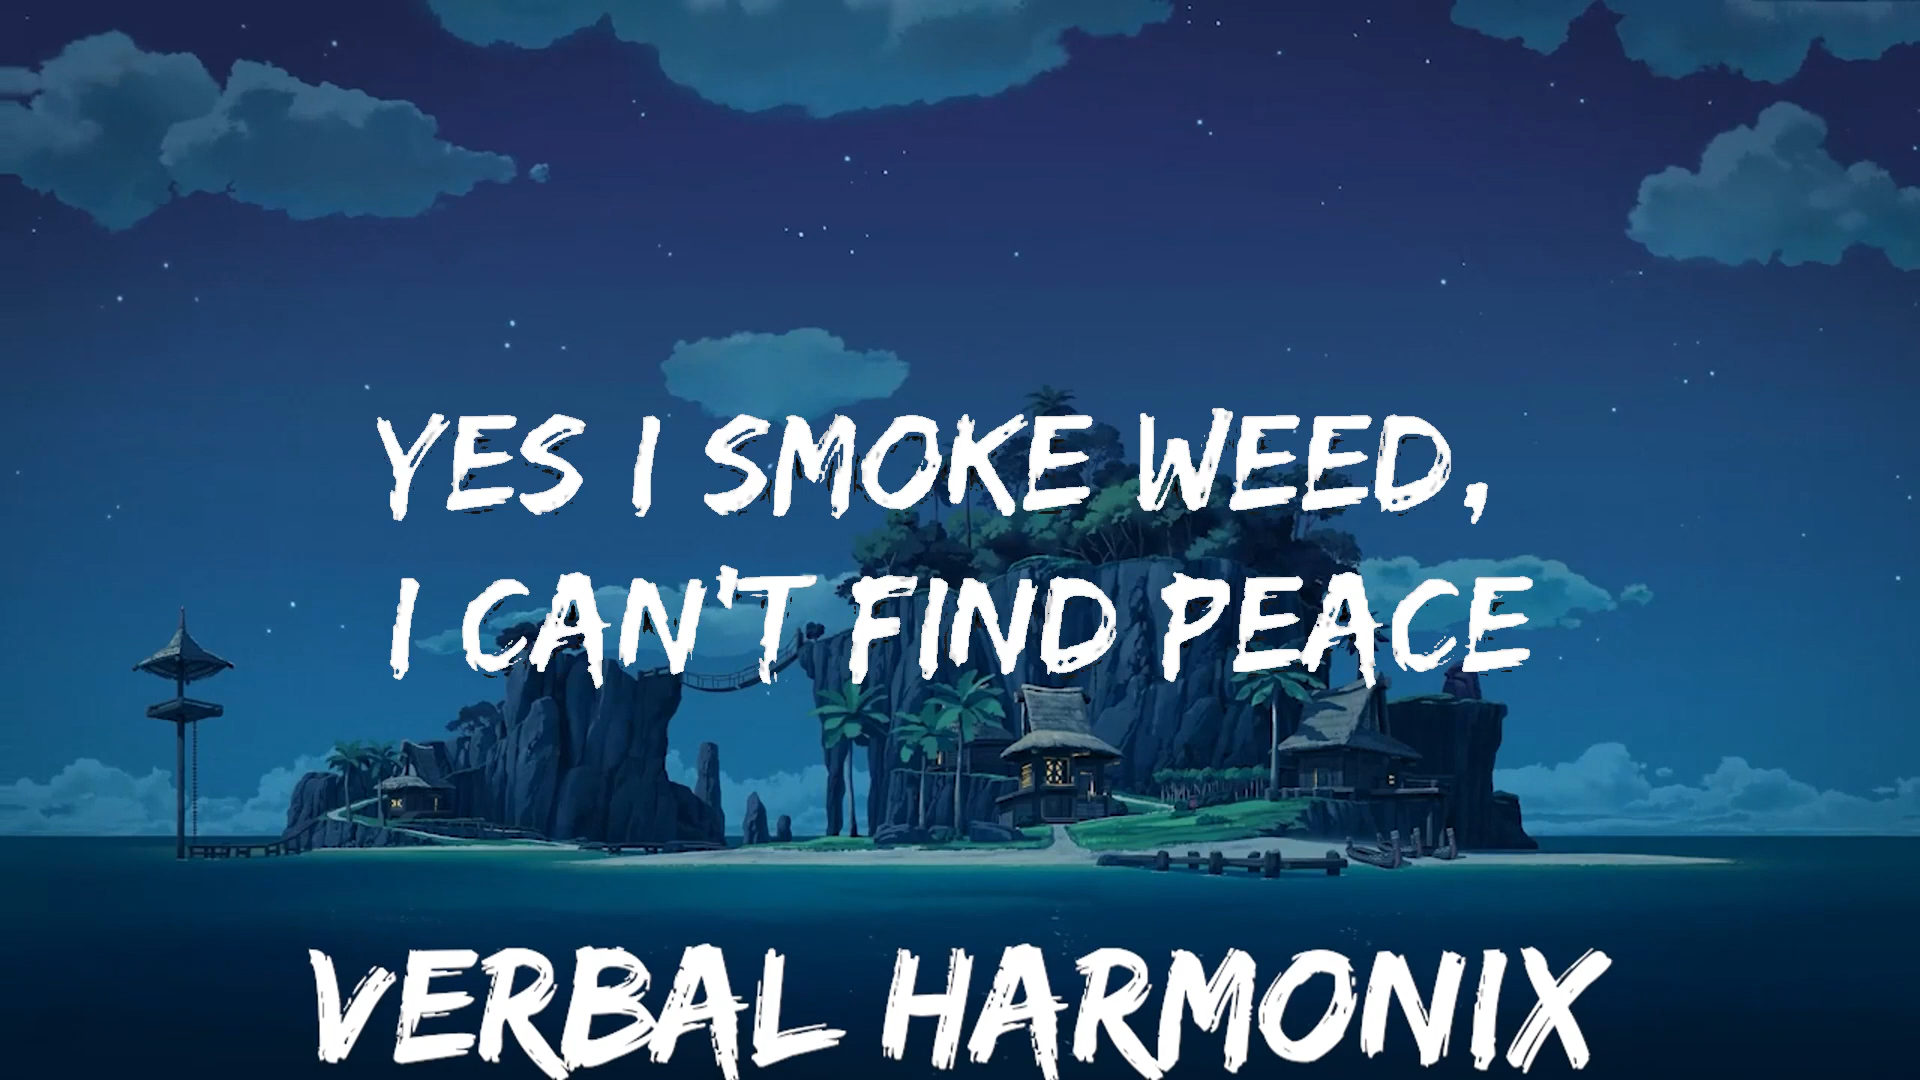 YES I SMOKE WEED,
I CAN'T FIND PEACE
VERBAL HARMONIX